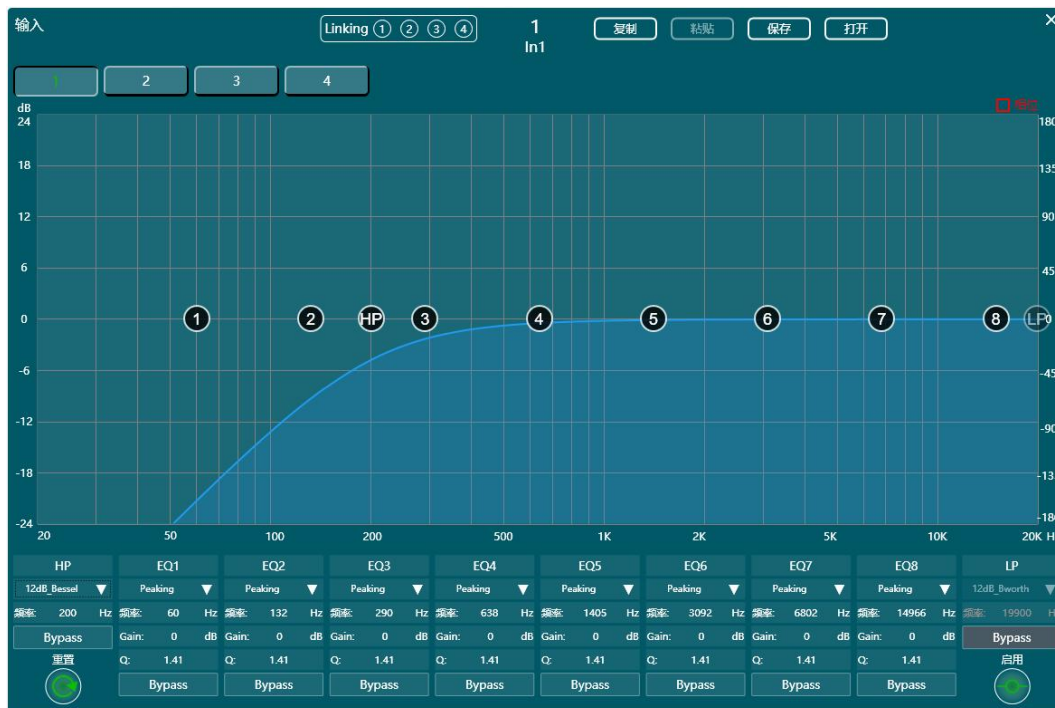 输入 Linking 1 2 3 4 1 复制 粘贴 保存 打开 X
In1
1 2 3 4
dB 相位
24 180
18 135
12 90
6 45
0 1 2 HP 3 4 5 6 7 8 LP 0
-6 -45
-12 -90
-18 -13
-24 -18
20 50 100 200 500 1K 2K 5K 10K 20K H
HP EQ1 EQ2 EQ3 EQ4 EQ5 EQ6 EQ7 EQ8 LP
12dB_Bessel Peaking Peaking Peaking Peaking Peaking Peaking Peaking Peaking 12dB_Bworth
频率: 200 Hz 频率: 60 Hz 频率: 132 Hz 频率: 290 Hz 频率: 638 Hz 频率: 1405 Hz 频率: 3092 Hz 频率: 6802 Hz 频率: 14966 Hz 频率: 19900 H
Bypass Gain: 0 dB Gain: 0 dB Gain: 0 dB Gain: 0 dB Gain: 0 dB Gain: 0 dB Gain: 0 dB Gain: 0 dB Bypass
重置 Q: 1.41 Q: 1.41 Q: 1.41 Q: 1.41 Q: 1.41 Q: 1.41 Q: 1.41 Q: 1.41 启用
Bypass Bypass Bypass Bypass Bypass Bypass Bypass Bypass